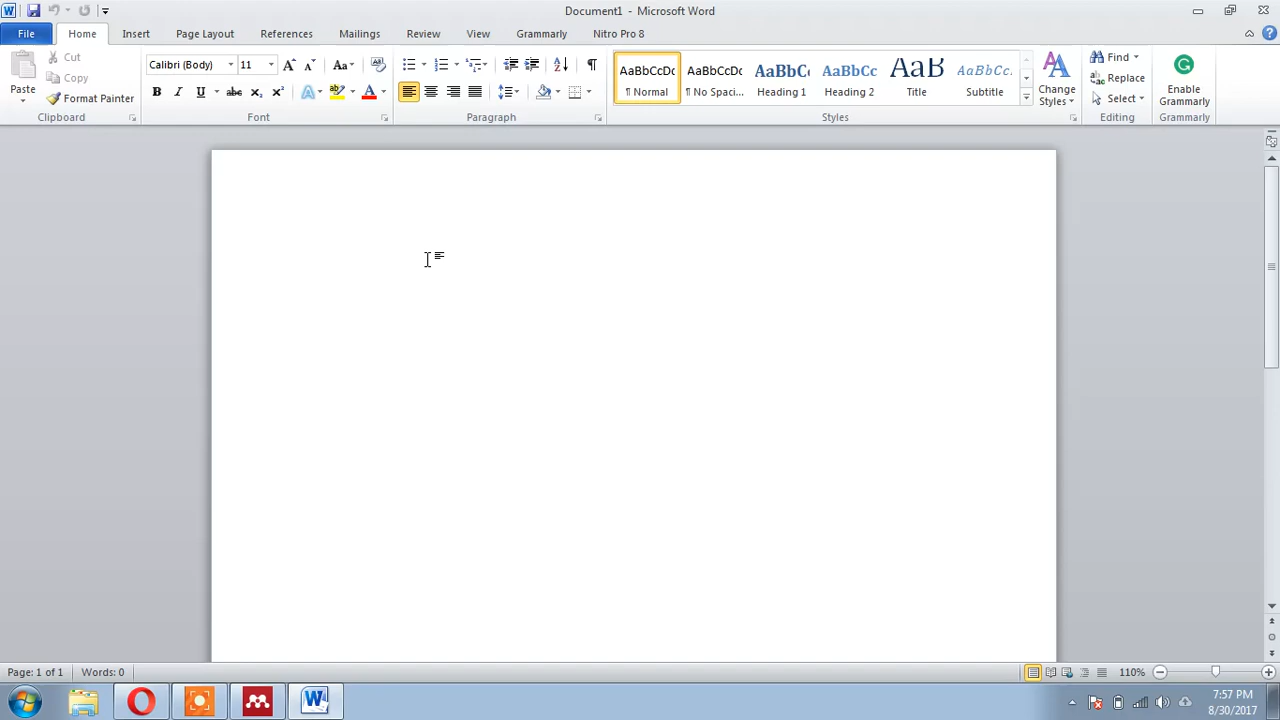 Document1 - Microsoft Word
File Home Insert Page Layout References Mailings Review View Grammarly Nitro Pro 8
Paste
Cut
Copy
Format Painter
Clipboard
Calibri (Body) 11
Font
Paragraph
AaBbCcDc AaBbCcDc AaBbCc AaBbCc AaB AaBbCc.
¶ Normal ¶ No Spaci... Heading 1 Heading 2 Title Subtitle
Change
Styles
Styles
Find
Replace
Select
Editing
Enable
Grammarly
Grammarly
Page: 1 of 1 Words: 0 110%
7:57 PM
8/30/2017